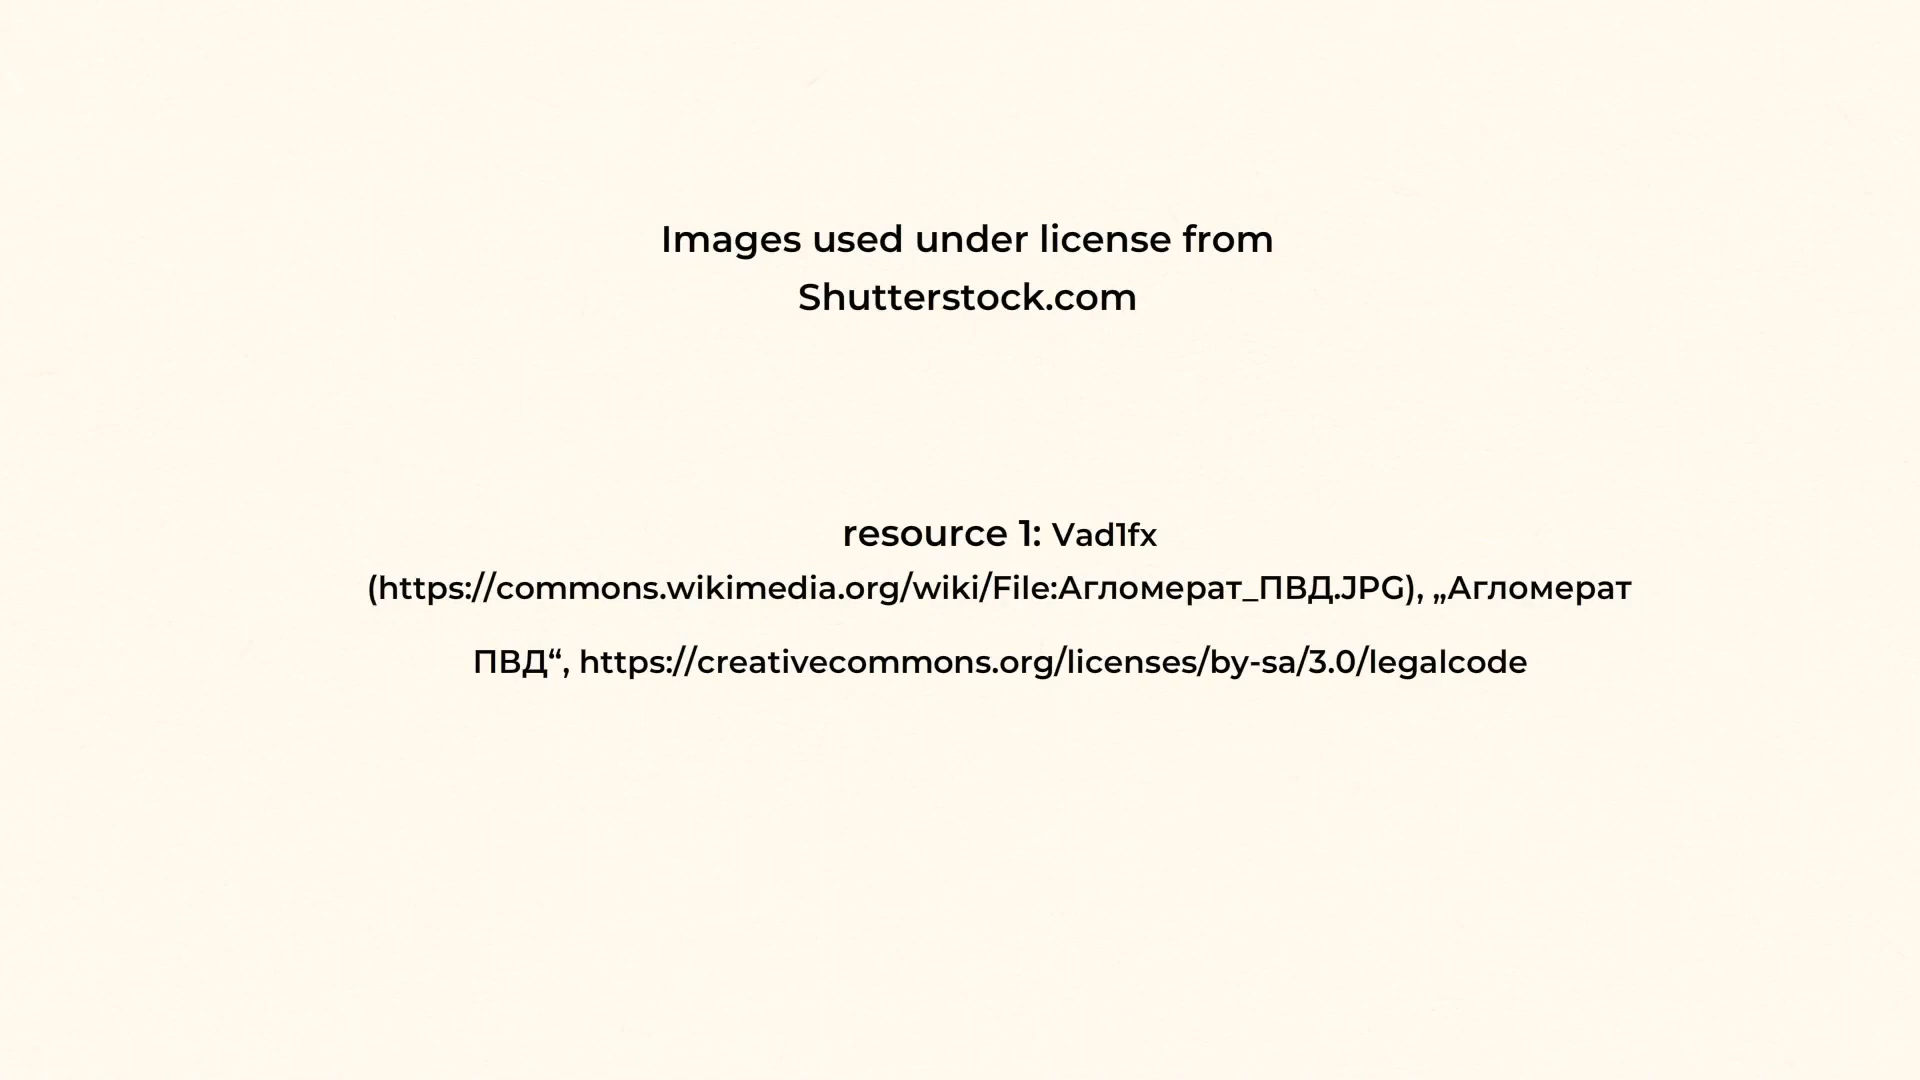 Images used under license from
Shutterstock.com
resource 1: Vad1fx
(https://commons.wikimedia.org/wiki/File:Агломерат_ПВД.JPG), „Агломерат
ПВД“, https://creativecommons.org/licenses/by-sa/3.0/legalcode